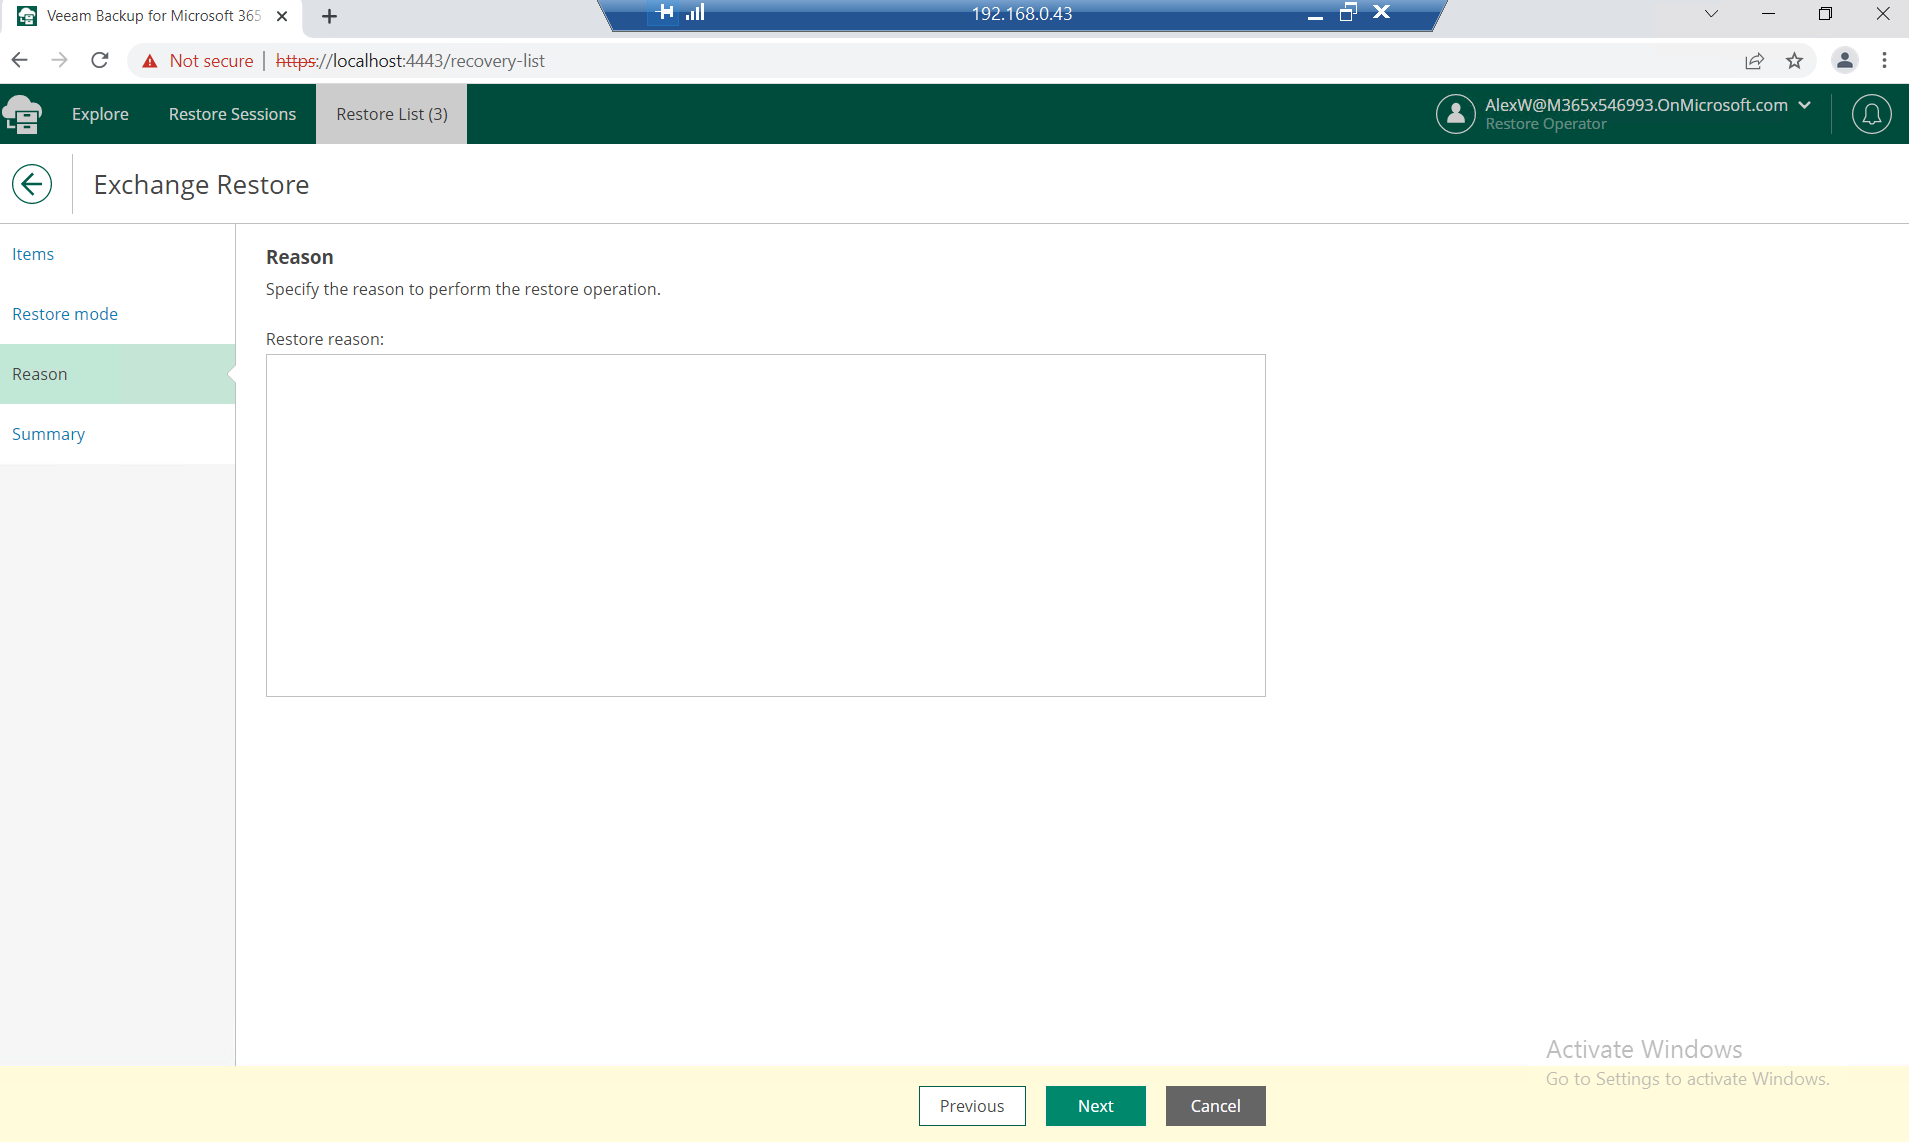 Veeam Backup for Microsoft 365
192.168.0.43
Not secure
https://localhost:4443/recovery-list
Explore
Restore Sessions
Restore List (3)
AlexW@M365x546993.OnMicrosoft.com
Restore Operator
Exchange Restore
Items
Restore mode
Reason
Summary
Reason
Specify the reason to perform the restore operation.
Restore reason:
Activate Windows
Go to Settings to activate Windows.
Previous
Next
Cancel